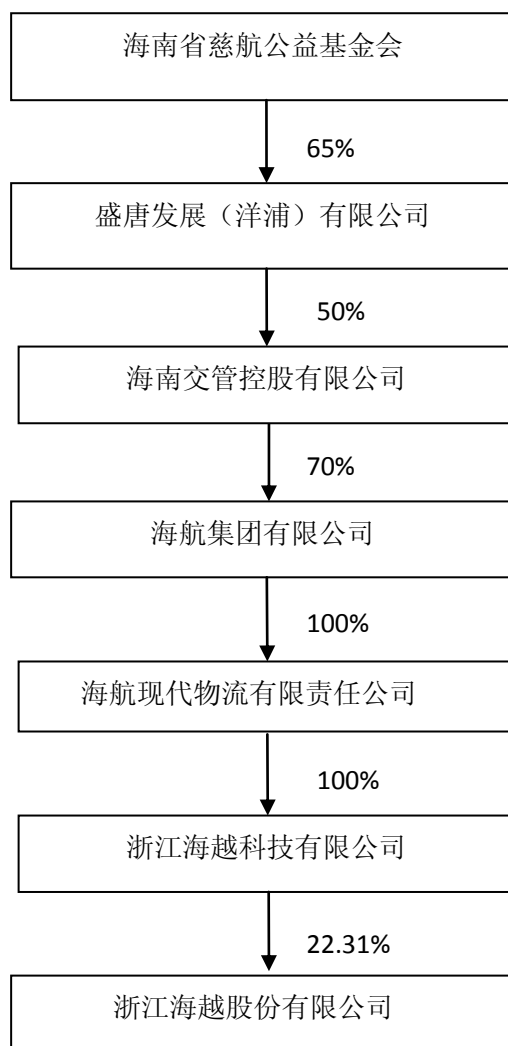 海南省慈航公益基金会
65%
盛唐发展（洋浦）有限公司
50%
海南交管控股有限公司
70%
海航集团有限公司
100%
海航现代物流有限责任公司
100%
浙江海越科技有限公司
22.31%
浙江海越股份有限公司